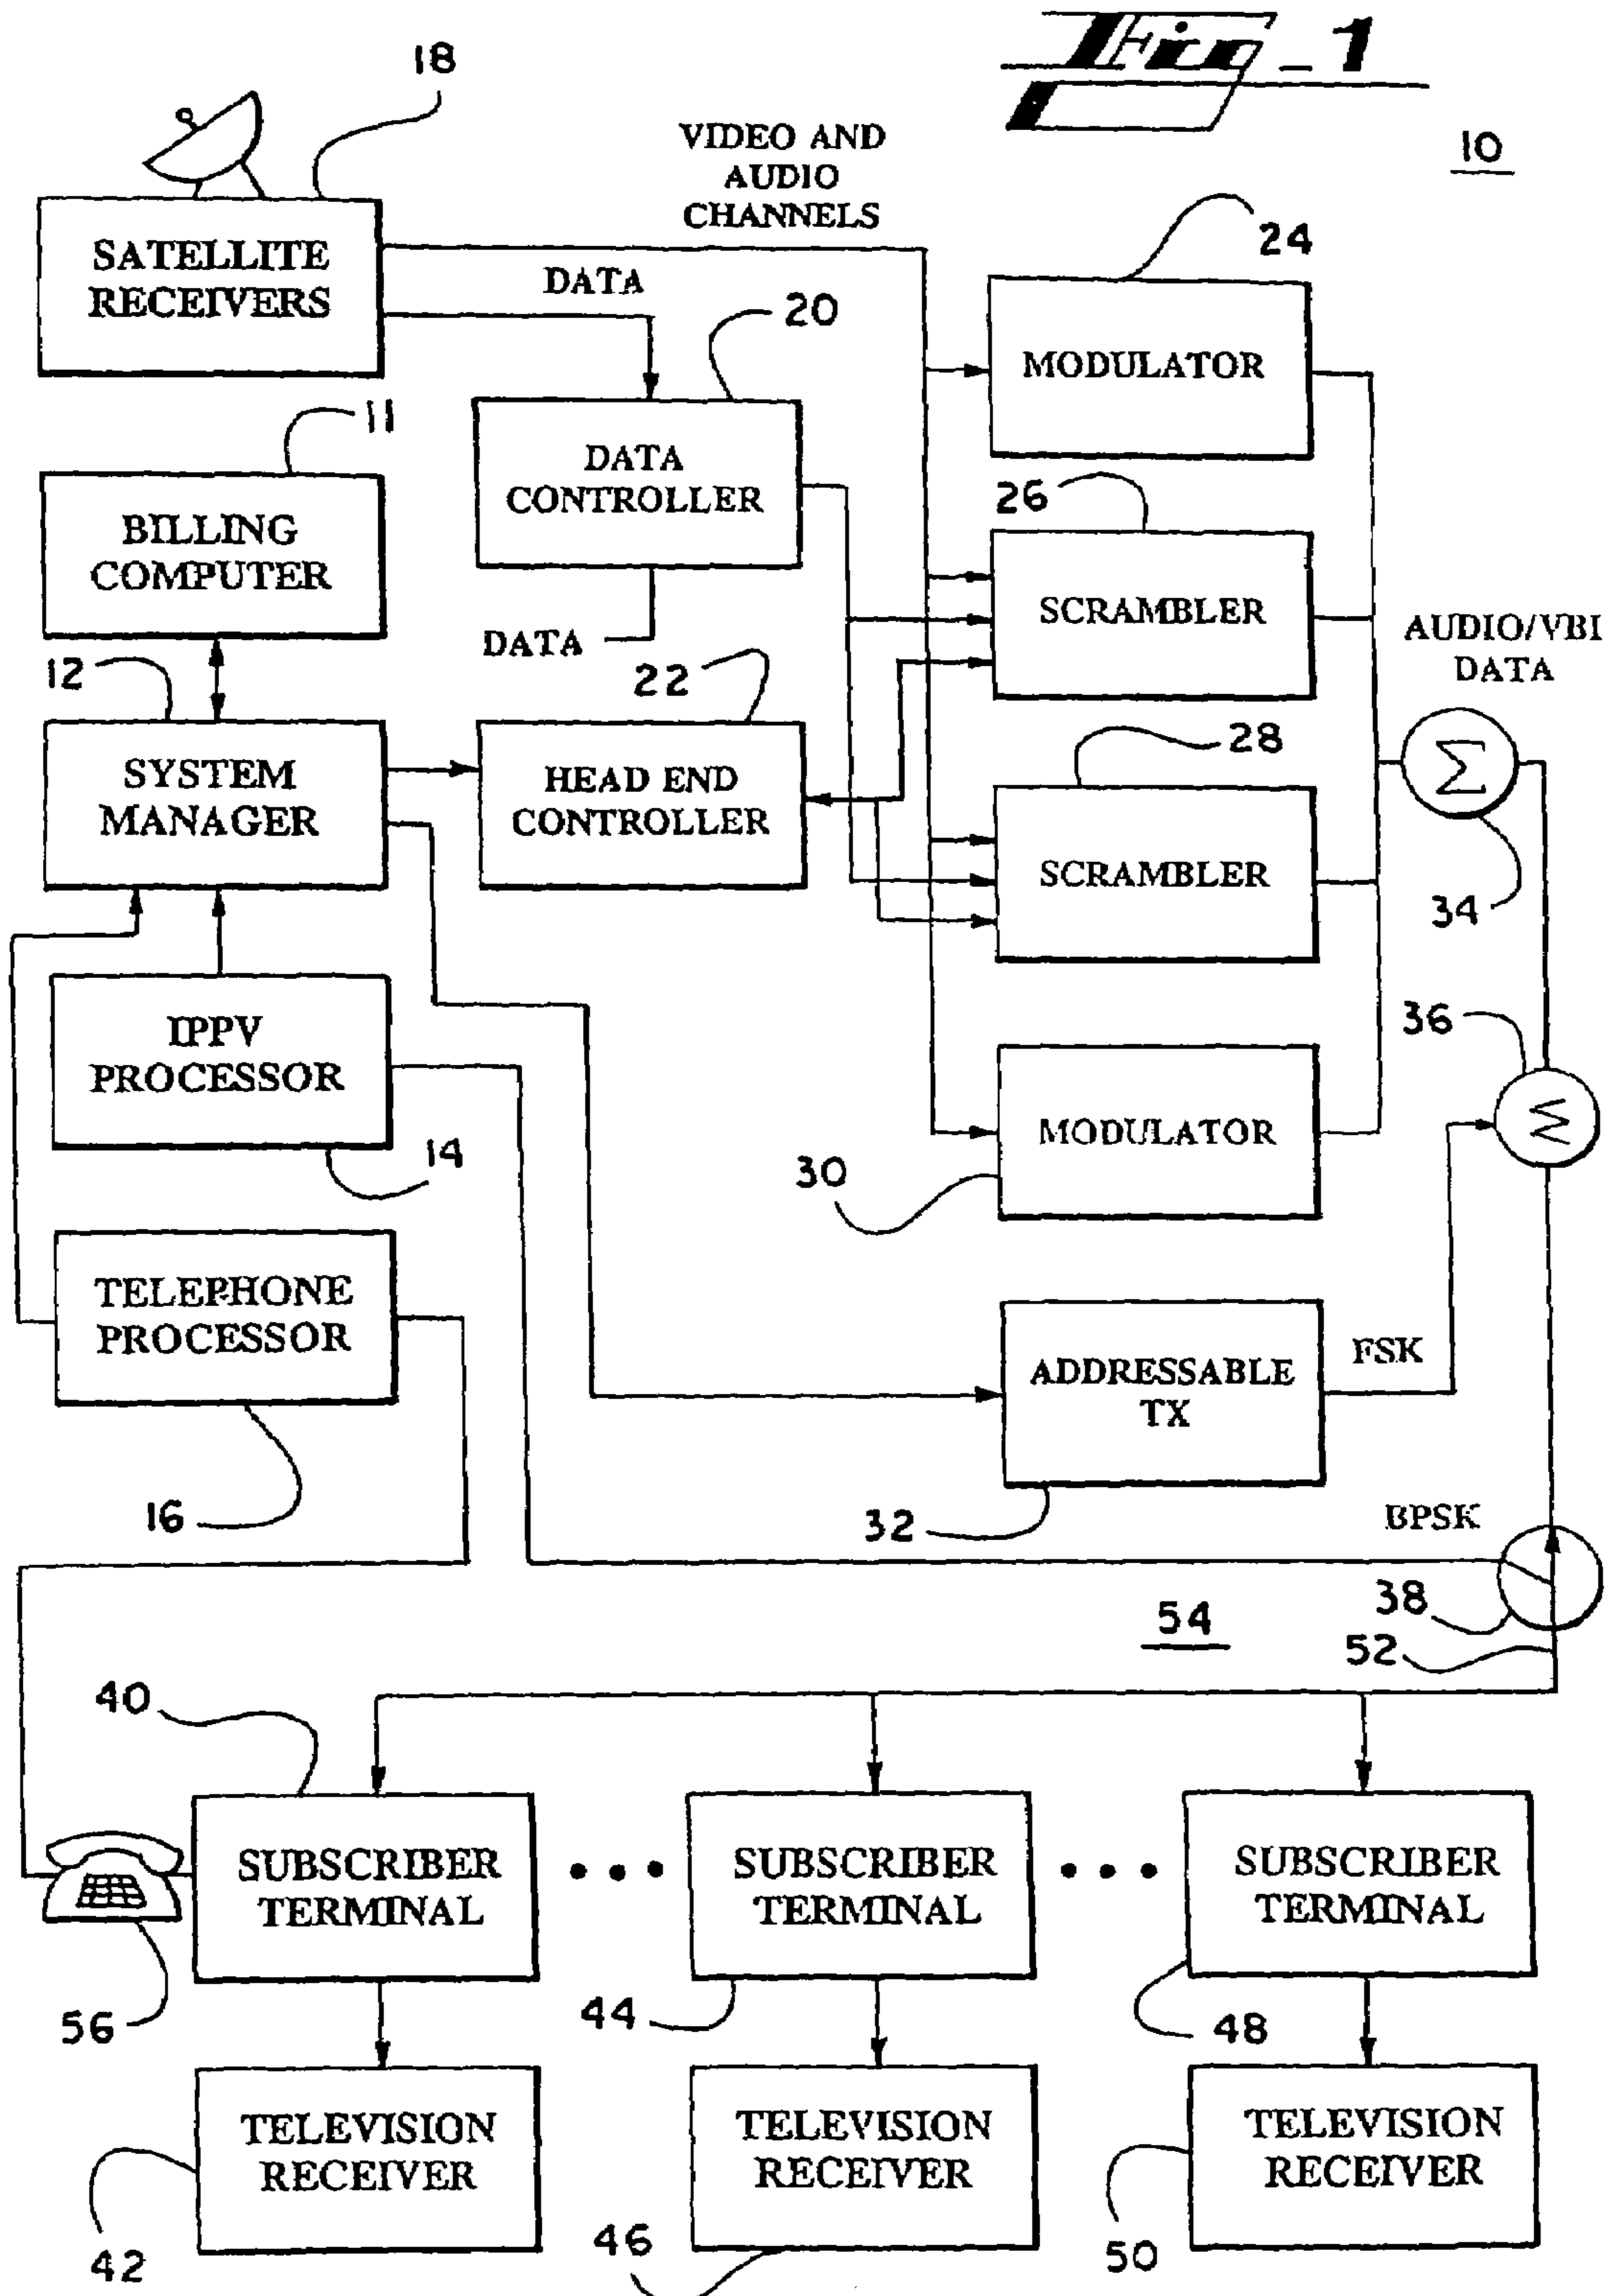 Fig_1
18
VIDEO AND
AUDIO
CHANNELS
10
SATELLITE
RECEIVERS
DATA
24
20
MODULATOR
11
DATA
CONTROLLER
26
BILLING
COMPUTER
SCRAMBLER
AUDIO/VBI
DATA
DATA
12
22
28
SYSTEM
MANAGER
HEAD END
CONTROLLER
Σ
SCRAMBLER
34
36
IPPV
PROCESSOR
MODULATOR
Σ
14
30
TELEPHONE
PROCESSOR
ADDRESSABLE
TX
FSK
16
32
BPSK
38
54
52
40
SUBSCRIBER
TERMINAL
SUBSCRIBER
TERMINAL
SUBSCRIBER
TERMINAL
56
44
48
TELEVISION
RECEIVER
TELEVISION
RECEIVER
TELEVISION
RECEIVER
42
46
50